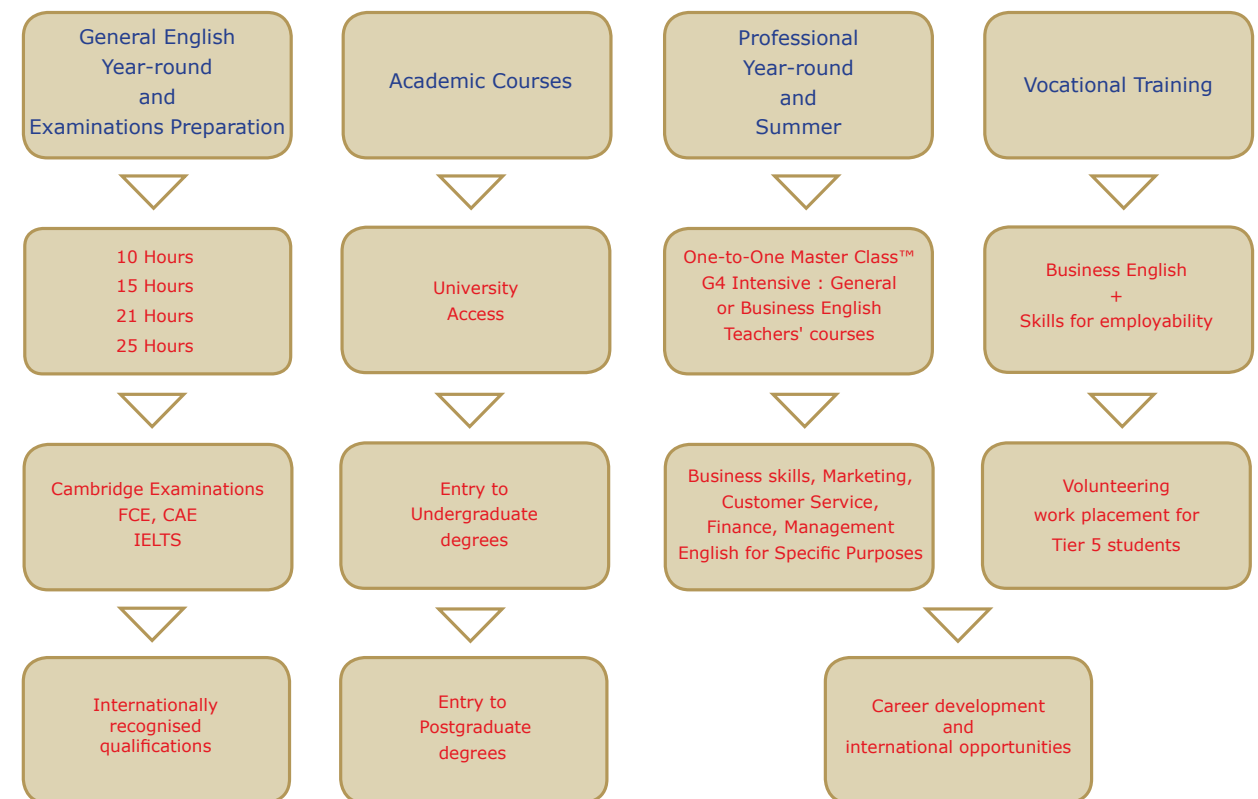 General English
Year-round
and
Examinations Preparation
Academic Courses
Professional
Year-round
and
Summer
Vocational Training
10 Hours
15 Hours
21 Hours
25 Hours
University
Access
One-to-One Master Class™
G4 Intensive : General
or Business English
Teachers' courses
Business English
+
Skills for employability
Cambridge Examinations
FCE, CAE
IELTS
Entry to
Undergraduate
degrees
Business skills, Marketing,
Customer Service,
Finance, Management
English for Specific Purposes
Volunteering
work placement for
Tier 5 students
Internationally
recognised
qualifications
Entry to
Postgraduate
degrees
Career development
and
international opportunities